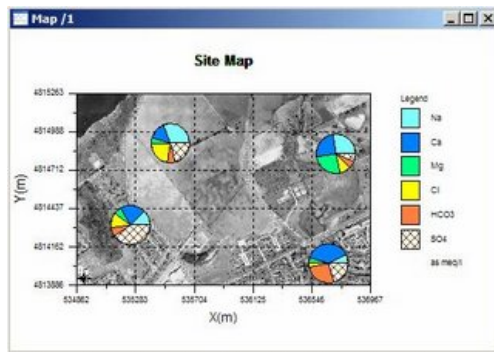 Map /1
Site Map
Legend
Na
Ca
Mg
Cl
HCO3
SO4
as meq/l
4815263
4814988
4814712
4814437
4814162
4813886
Y(m)
534862
535283
535704
536125
536546
536967
X(m)